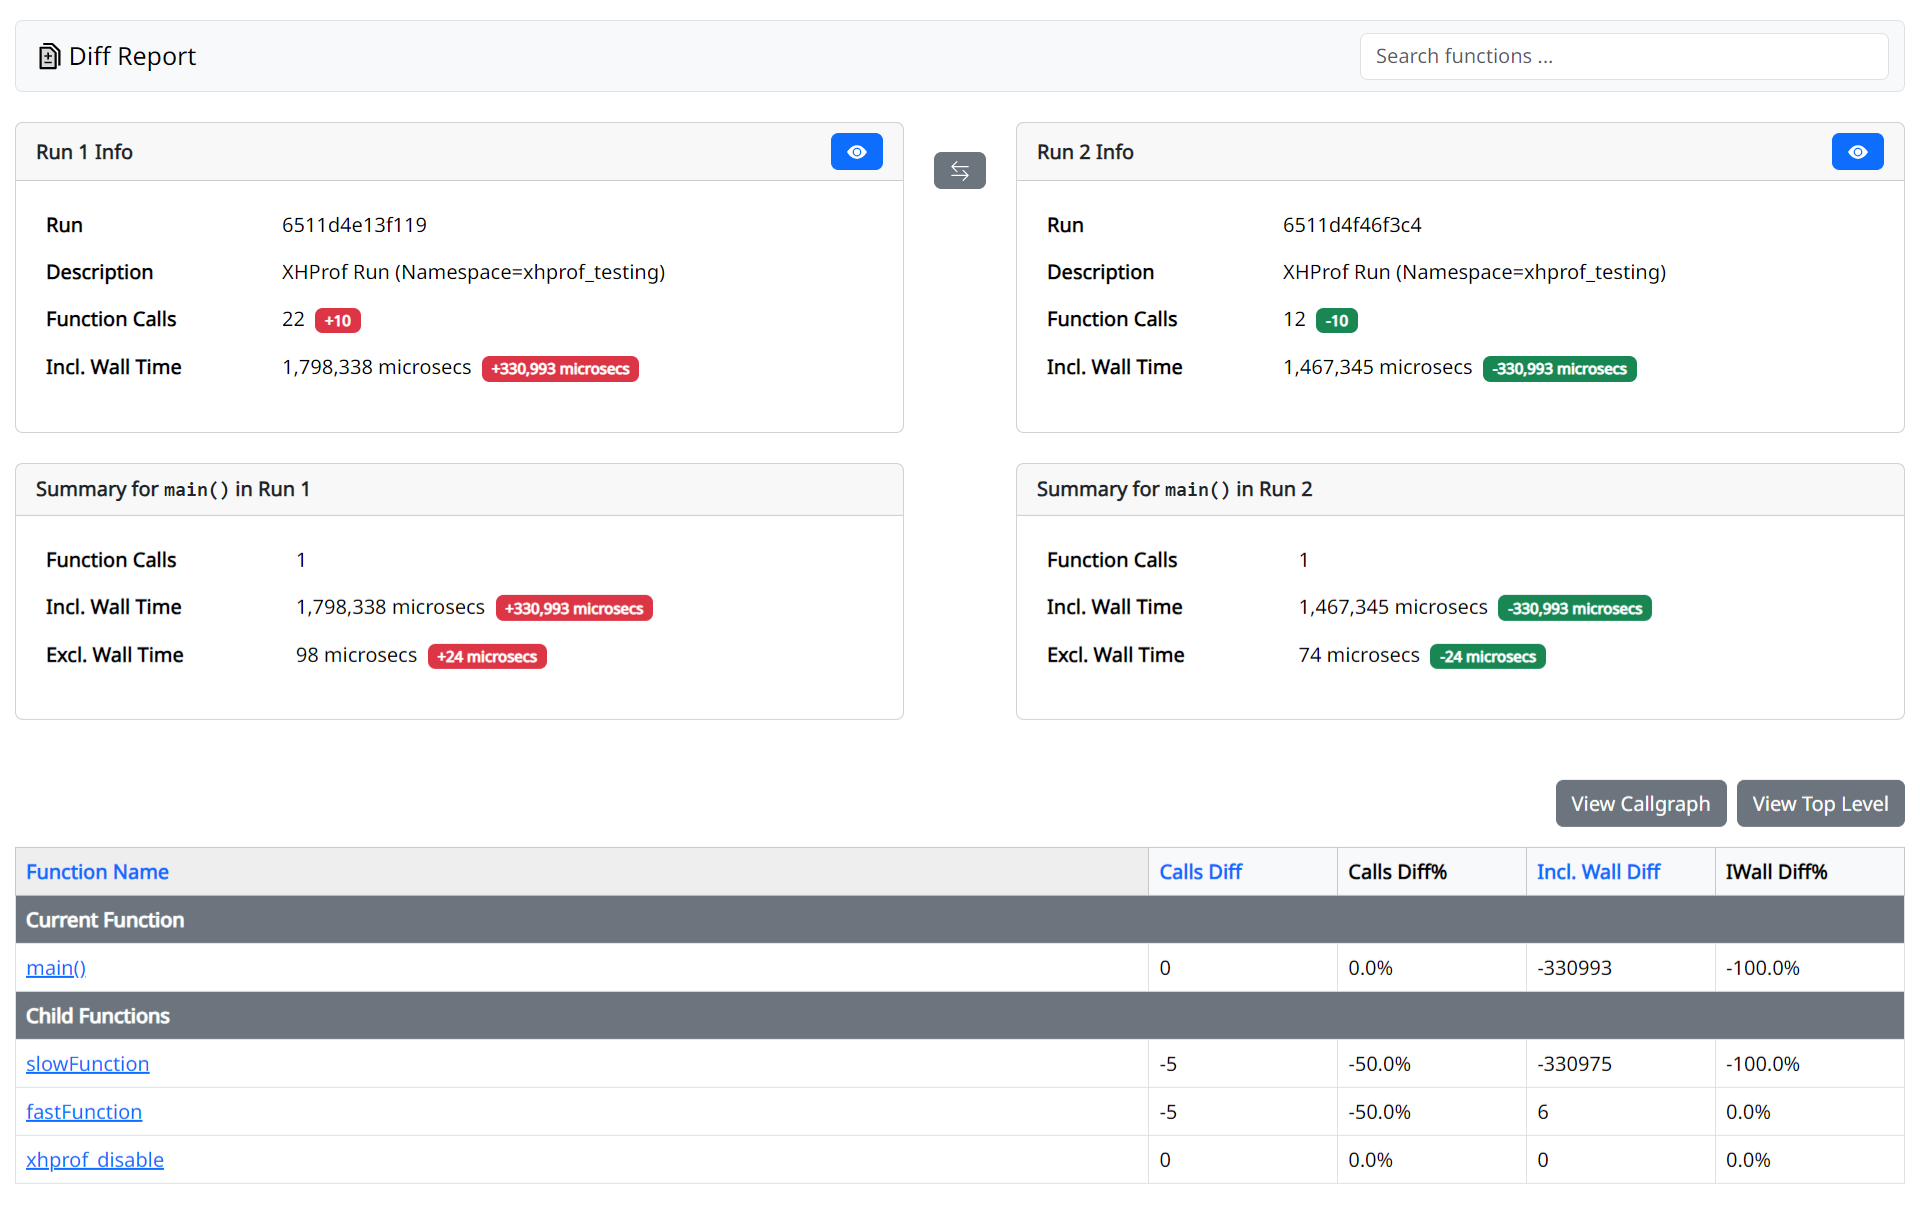 Diff Report
Search functions ...
Run 1 Info
Run 6511d4e13f119
Description XHProf Run (Namespace=xhprof_testing)
Function Calls 22 +10
Incl. Wall Time 1,798,338 microsecs +330,993 microsecs
Run 2 Info
Run 6511d4f46f3c4
Description XHProf Run (Namespace=xhprof_testing)
Function Calls 12 -10
Incl. Wall Time 1,467,345 microsecs -330,993 microsecs
Summary for main() in Run 1
Function Calls 1
Incl. Wall Time 1,798,338 microsecs +330,993 microsecs
Excl. Wall Time 98 microsecs +24 microsecs
Summary for main() in Run 2
Function Calls 1
Incl. Wall Time 1,467,345 microsecs -330,993 microsecs
Excl. Wall Time 74 microsecs -24 microsecs
View Callgraph View Top Level
Function Name Calls Diff Calls Diff% Incl. Wall Diff IWall Diff%
Current Function
main() 0 0.0% -330993 -100.0%
Child Functions
slowFunction -5 -50.0% -330975 -100.0%
fastFunction -5 -50.0% 6 0.0%
xhprof_disable 0 0.0% 0 0.0%